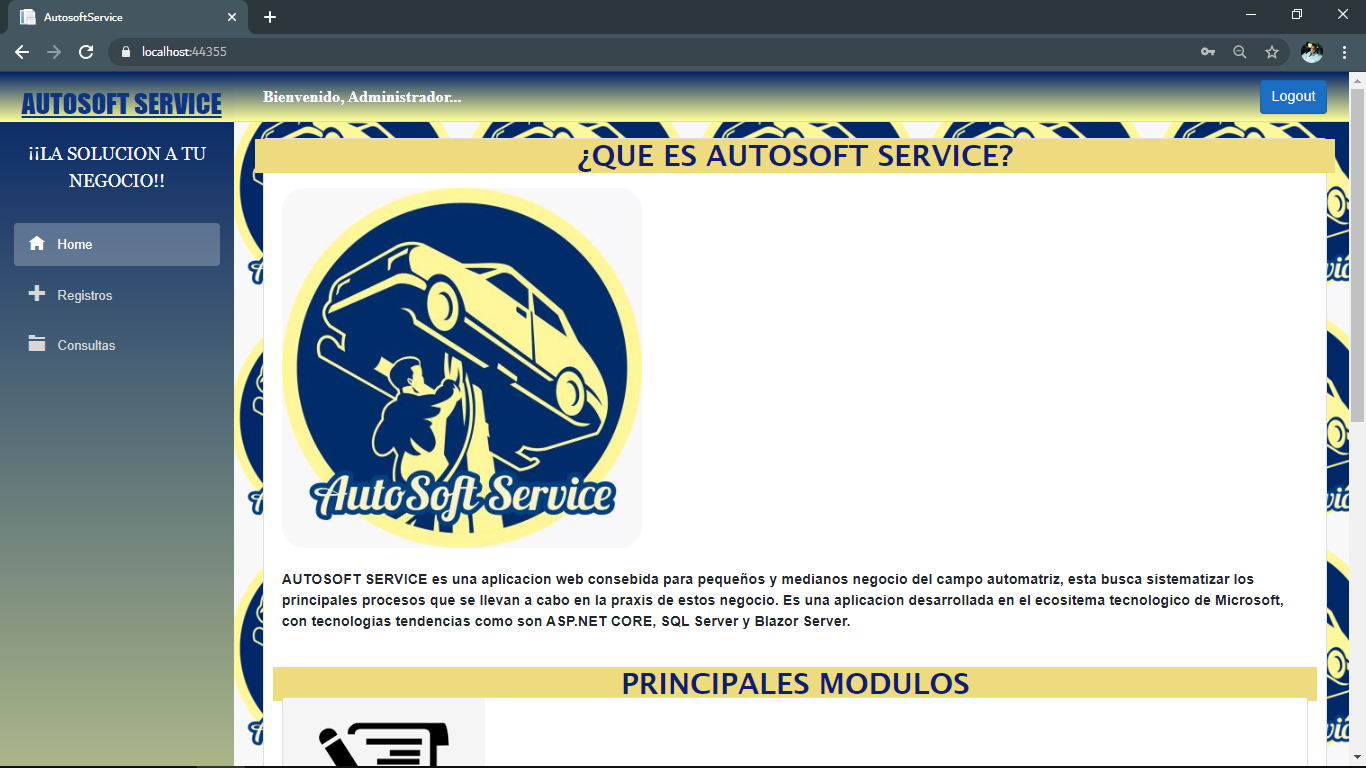 AutosoftService
localhost:44355
AUTOSOFT SERVICE
Bienvenido, Administrador...
Logout
¡¡LA SOLUCION A TU
NEGOCIO!!
Home
Registros
Consultas
¿QUE ES AUTOSOFT SERVICE?
AutoSoft Service
AUTOSOFT SERVICE es una aplicacion web consebida para pequeños y medianos negocio del campo automatriz, esta busca sistematizar los
principales procesos que se llevan a cabo en la praxis de estos negocio. Es una aplicacion desarrollada en el ecositema tecnologico de Microsoft,
con tecnologias tendencias como son ASP.NET CORE, SQL Server y Blazor Server.
PRINCIPALES MODULOS